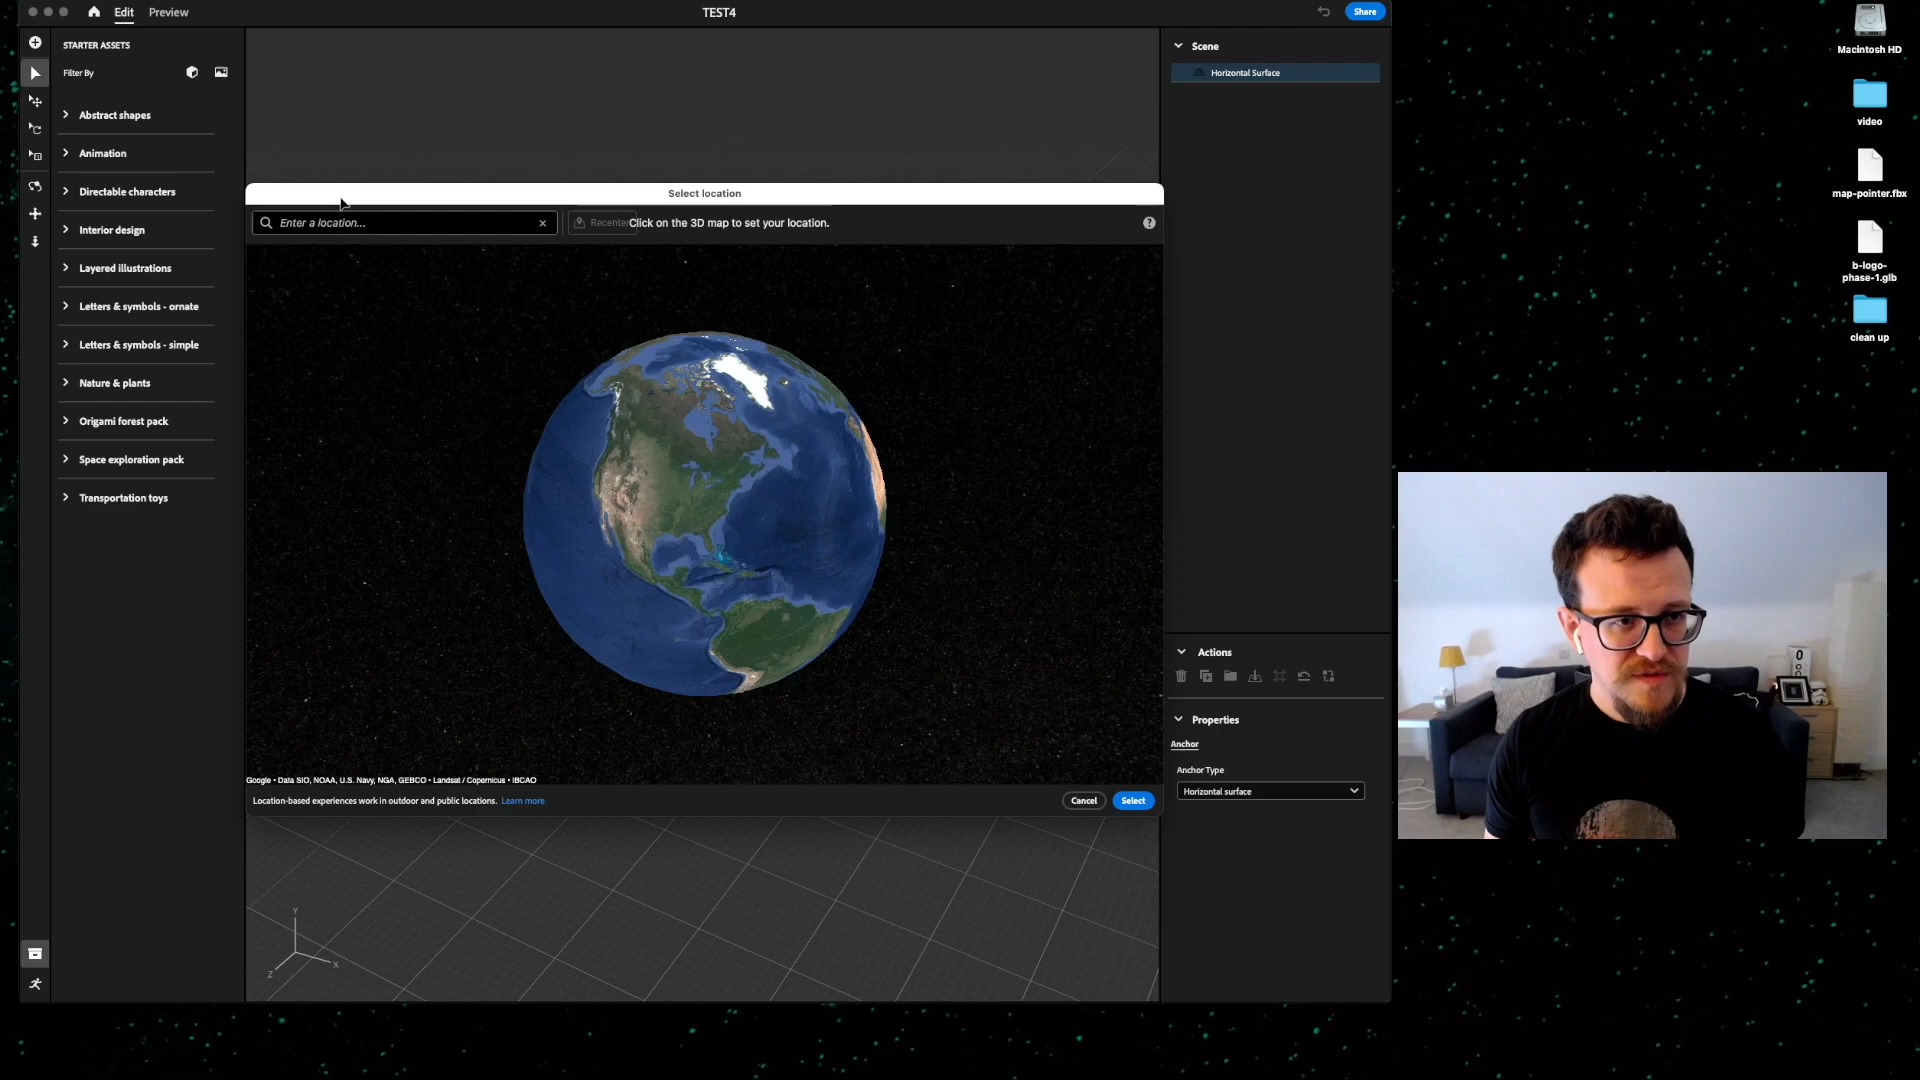 Edit
Preview
TEST4
Share
STARTER ASSETS
Filter By
Abstract shapes
Animation
Directable characters
Interior design
Layered illustrations
Letters & symbols - ornate
Letters & symbols - simple
Nature & plants
Origami forest pack
Space exploration pack
Transportation toys
Select location
Enter a location...
Recenter
Click on the 3D map to set your location.
Google • Data SIO, NOAA, U.S. Navy, NGA, GEBCO • Landsat / Copernicus • IBCAO
Location-based experiences work in outdoor and public locations. Learn more.
Cancel
Select
Y
X
Z
Scene
Horizontal Surface
Actions
Properties
Anchor
Anchor Type
Horizontal surface
Macintosh HD
video
map-pointer.fbx
b-logo-
phase-1.glb
clean up